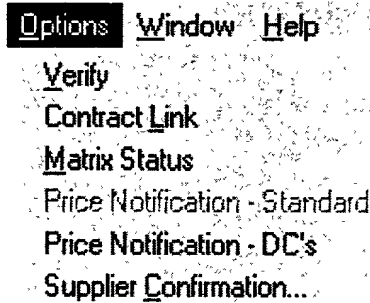 Options Window Help
Verify
Contract Link
Matrix Status
Price Notification - Standard
Price Notification - DC's
Supplier Confirmation...